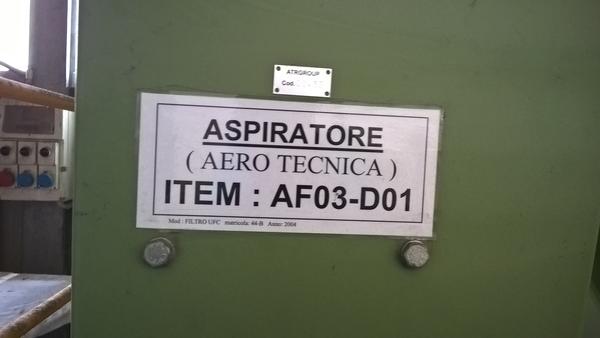 ATRGROUP
Cod.
ASPIRATORE
( AERO TECNICA )
ITEM : AF03-D01
Mod : FILTRO UFC matricola: 44-B Anno: 2004